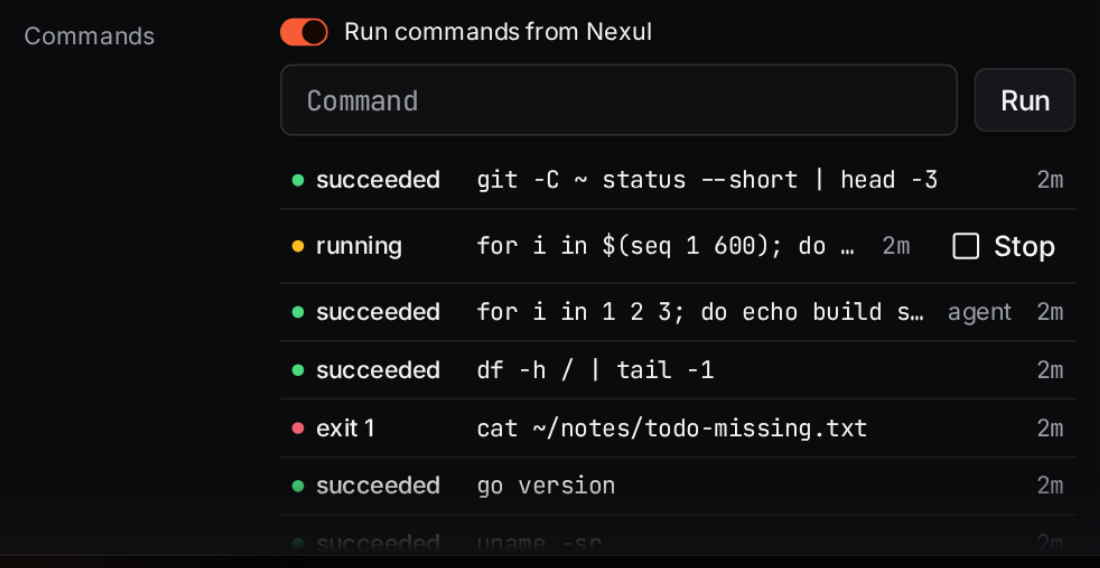 Commands
Run commands from Nexul
Command
Run
succeeded git -C ~ status --short | head -3 2m
running for i in $(seq 1 600); do … 2m Stop
succeeded for i in 1 2 3; do echo build s… agent 2m
succeeded df -h / | tail -1 2m
exit 1 cat ~/notes/todo-missing.txt 2m
succeeded go version 2m
succeeded uname -sr 2m